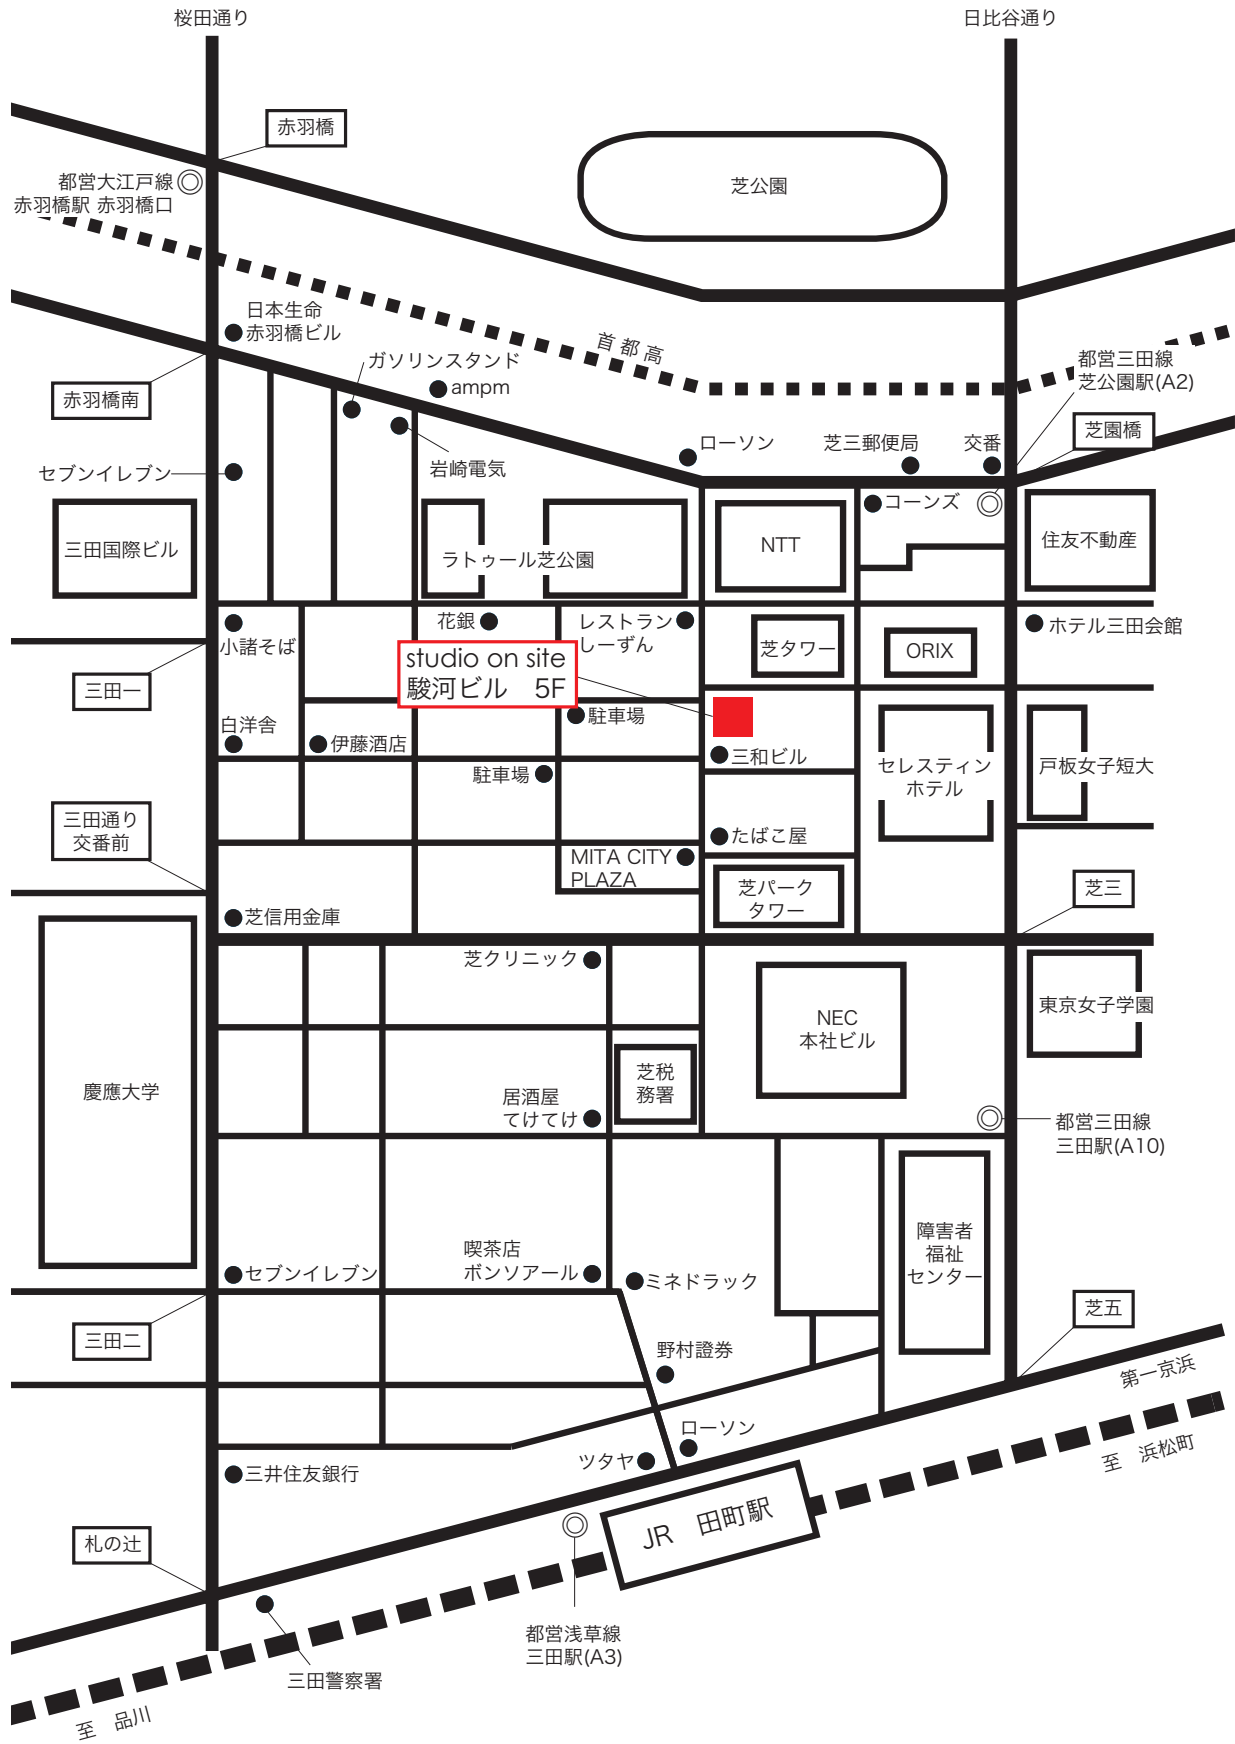 桜田通り
日比谷通り
赤羽橋
都営大江戸線
赤羽橋駅 赤羽橋口
芝公園
日本生命
赤羽橋ビル
首都高
ガソリンスタンド
ampm
都営三田線
芝公園駅(A2)
赤羽橋南
芝園橋
ローソン
芝三郵便局
交番
岩崎電気
セブンイレブン
コーンズ
三田国際ビル
ラトゥール芝公園
NTT
住友不動産
小諸そば
花銀
レストラン
しーずん
芝タワー
ORIX
ホテル三田会館
studio on site
駿河ビル 5F
三田一
白洋舎
伊藤酒店
駐車場
駐車場
三和ビル
セレスティン
ホテル
戸板女子短大
三田通り
交番前
たばこ屋
MITA CITY
PLAZA
芝パーク
タワー
芝三
芝信用金庫
芝クリニック
NEC
本社ビル
東京女子学園
慶應大学
芝税
務署
居酒屋
てけてけ
都営三田線
三田駅(A10)
障害者
福祉
センター
喫茶店
ボンソアール
セブンイレブン
ミネドラック
三田二
芝五
野村證券
第一京浜
ローソン
ツタヤ
至 浜松町
三井住友銀行
JR 田町駅
札の辻
都営浅草線
三田駅(A3)
三田警察署
至 品川